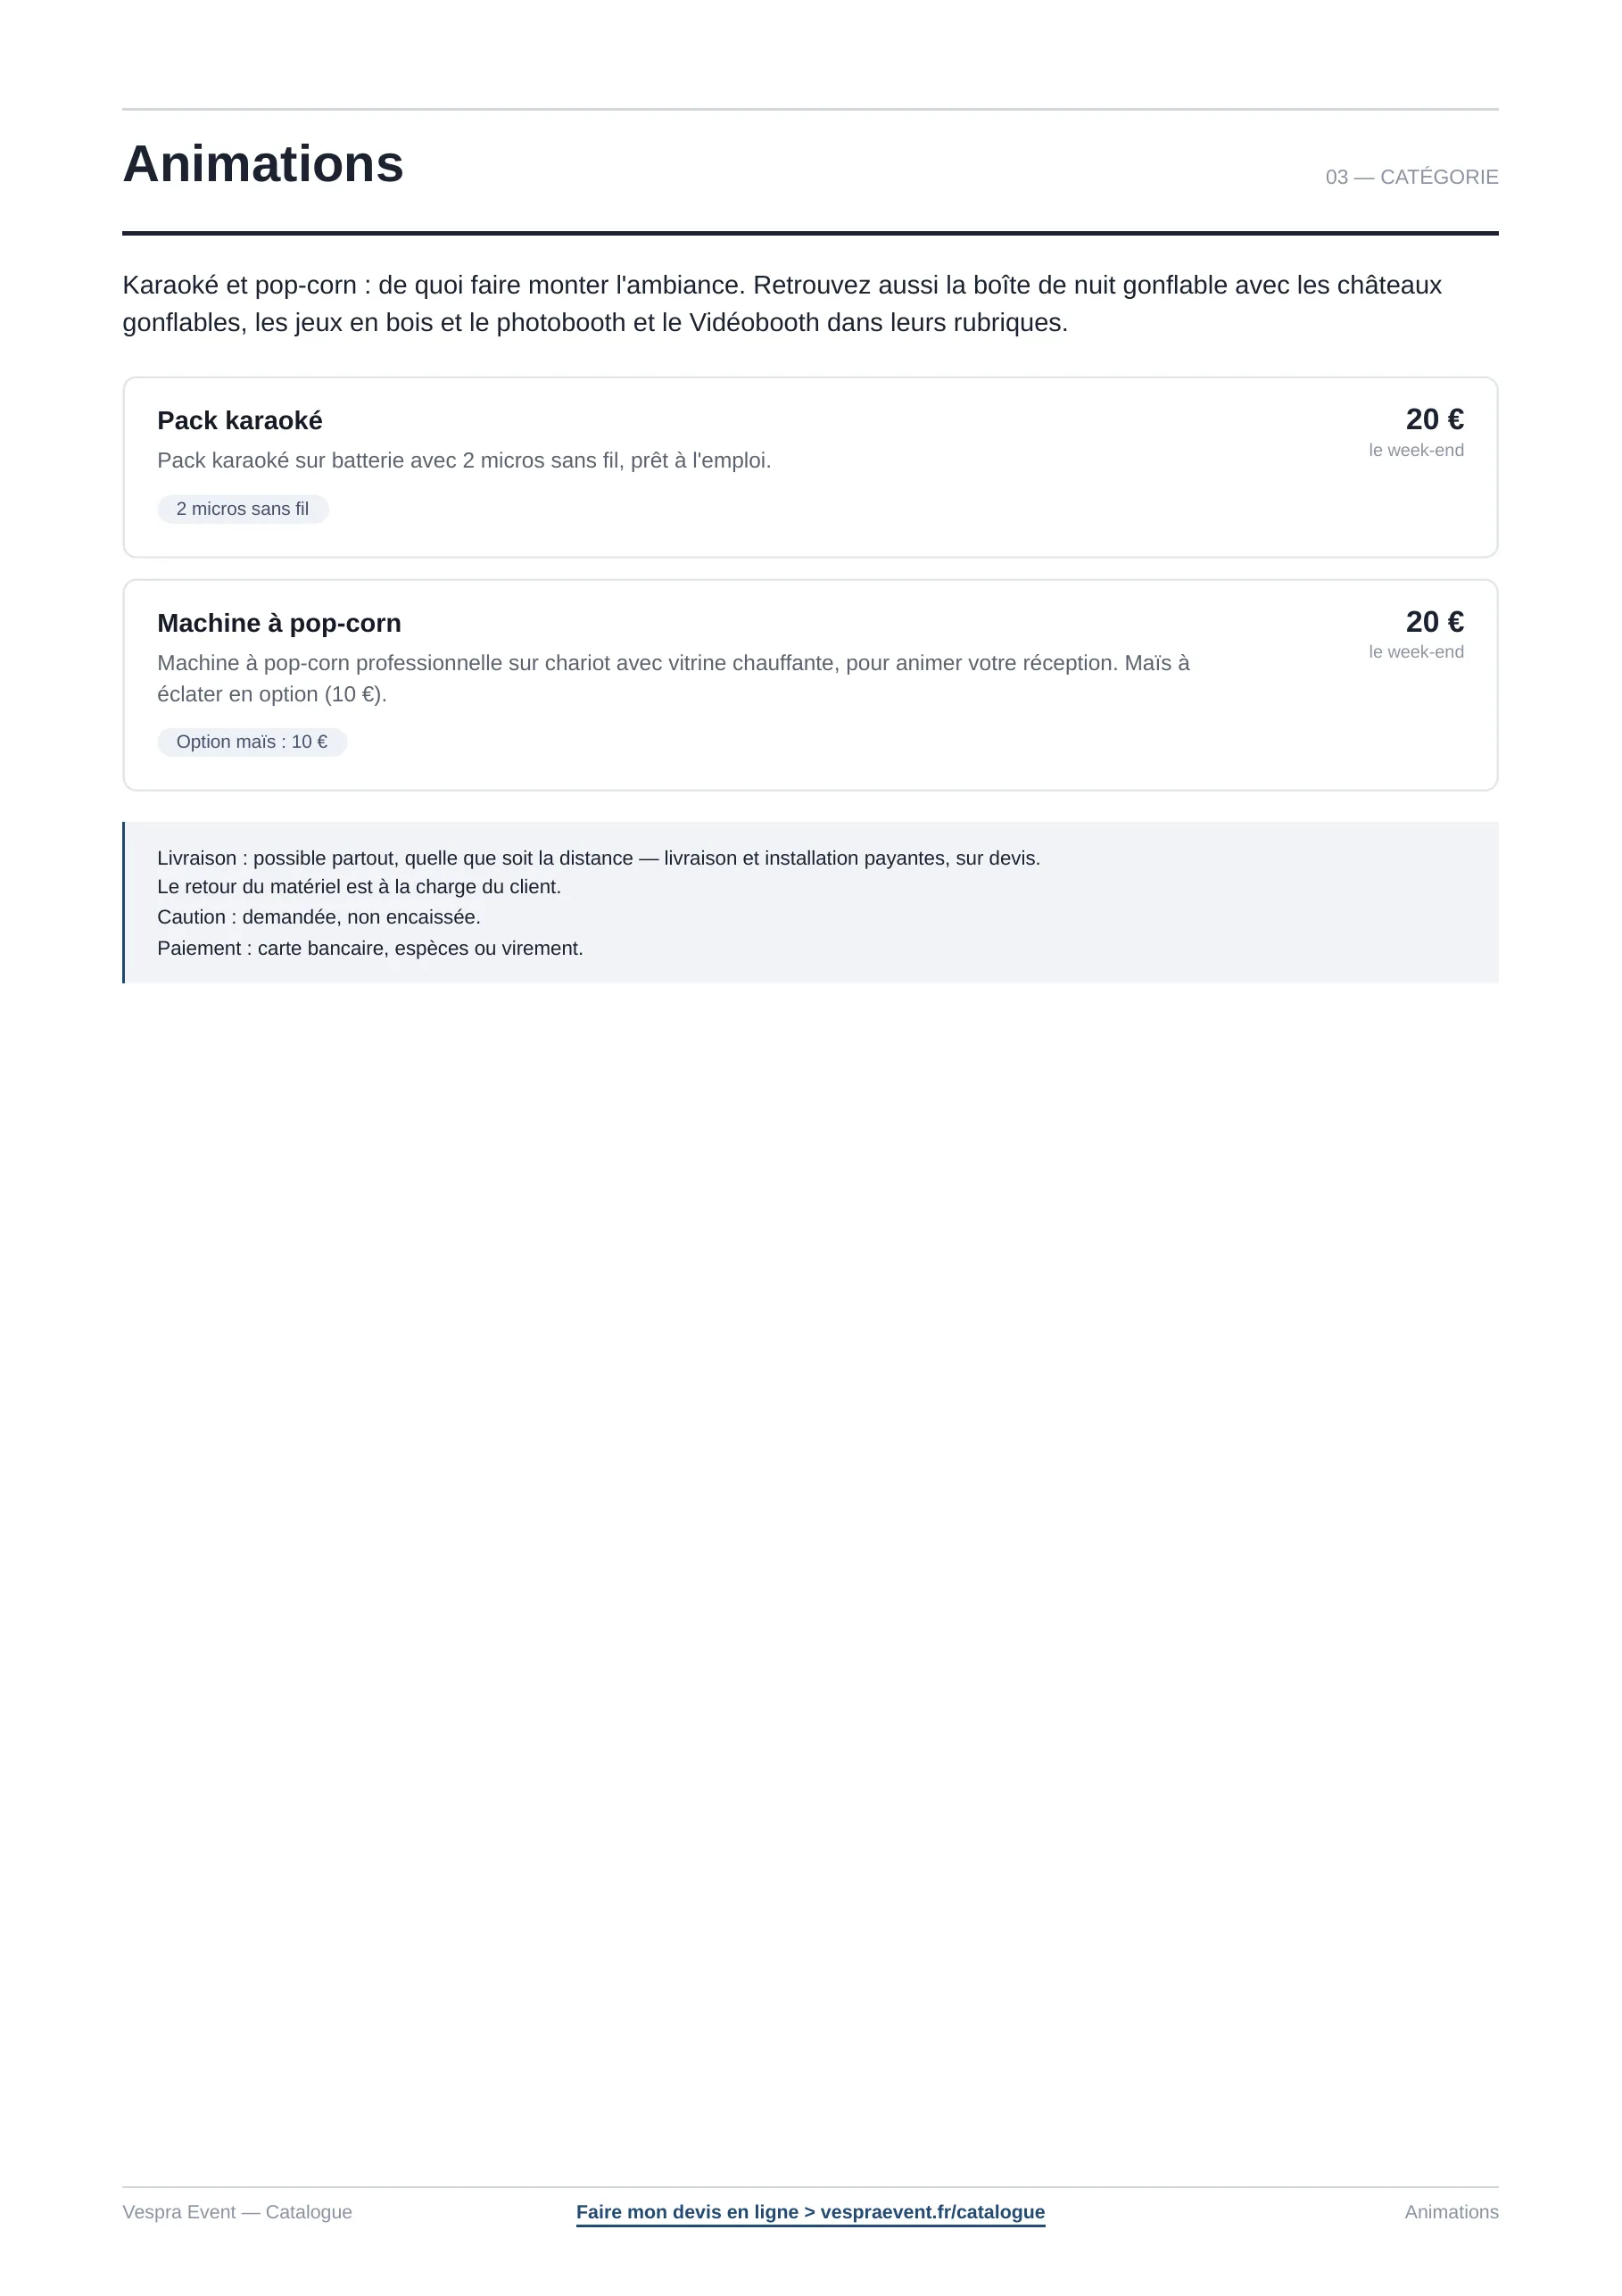 Animations
03 — CATÉGORIE
Karaoké et pop-corn : de quoi faire monter l'ambiance. Retrouvez aussi la boîte de nuit gonflable avec les châteaux
gonflables, les jeux en bois et le photobooth et le Vidéobooth dans leurs rubriques.
Pack karaoké
20 €
le week-end
Pack karaoké sur batterie avec 2 micros sans fil, prêt à l'emploi.
2 micros sans fil
Machine à pop-corn
20 €
le week-end
Machine à pop-corn professionnelle sur chariot avec vitrine chauffante, pour animer votre réception. Maïs à
éclater en option (10 €).
Option maïs : 10 €
Livraison : possible partout, quelle que soit la distance — livraison et installation payantes, sur devis.
Le retour du matériel est à la charge du client.
Caution : demandée, non encaissée.
Paiement : carte bancaire, espèces ou virement.
Vespra Event — Catalogue
Faire mon devis en ligne > vespraevent.fr/catalogue
Animations